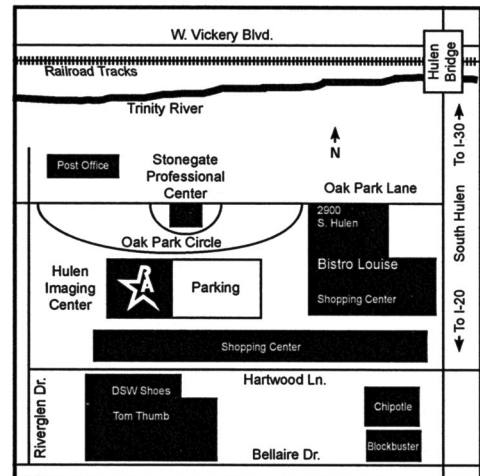 W. Vickery Blvd.
Hulen
Bridge
Railroad Tracks
Trinity River
To I-30
N
Post Office
Stonegate
Professional
Center
Oak Park Lane
2900
S. Hulen
Oak Park Circle
South Hulen
Bistro Louise
Hulen
Imaging
Center
RA
Parking
Shopping Center
To I-20
Shopping Center
Hartwood Ln.
Riverglen Dr.
DSW Shoes
Tom Thumb
Chipotle
Blockbuster
Bellaire Dr.